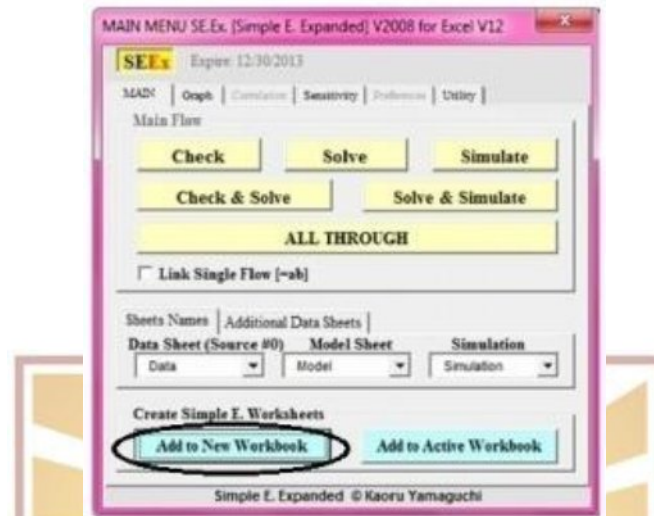 MAIN MENU SE.Ex. [Simple E. Expanded] V2008 for Excel V12
SEEx Expire: 12/30/2013
MAIN Graph Correlation Sensitivity Preferences Utility
Main Flow
Check Solve Simulate
Check & Solve Solve & Simulate
ALL THROUGH
Link Single Flow [=ab]
Sheets Names Additional Data Sheets
Data Sheet (Source #0) Model Sheet Simulation
Data Model Simulation
Create Simple E. Worksheets
Add to New Workbook Add to Active Workbook
Simple E. Expanded © Kaoru Yamaguchi